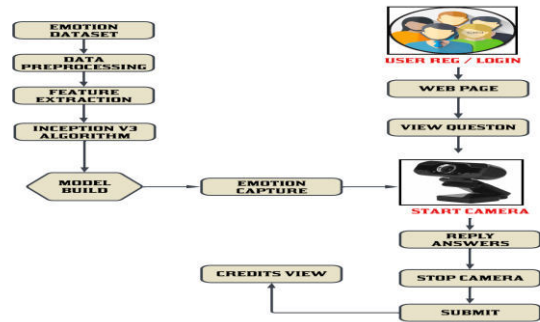 EMOTION
DATASET
DATA
PREPROCESSING
FEATURE
EXTRACTION
INCEPTION V3
ALGORITHM
MODEL
BUILD
EMOTION
CAPTURE
USER REG / LOGIN
WEB PAGE
VIEW QUESTON
START CAMERA
REPLY
ANSWERS
STOP CAMERA
SUBMIT
CREDITS VIEW